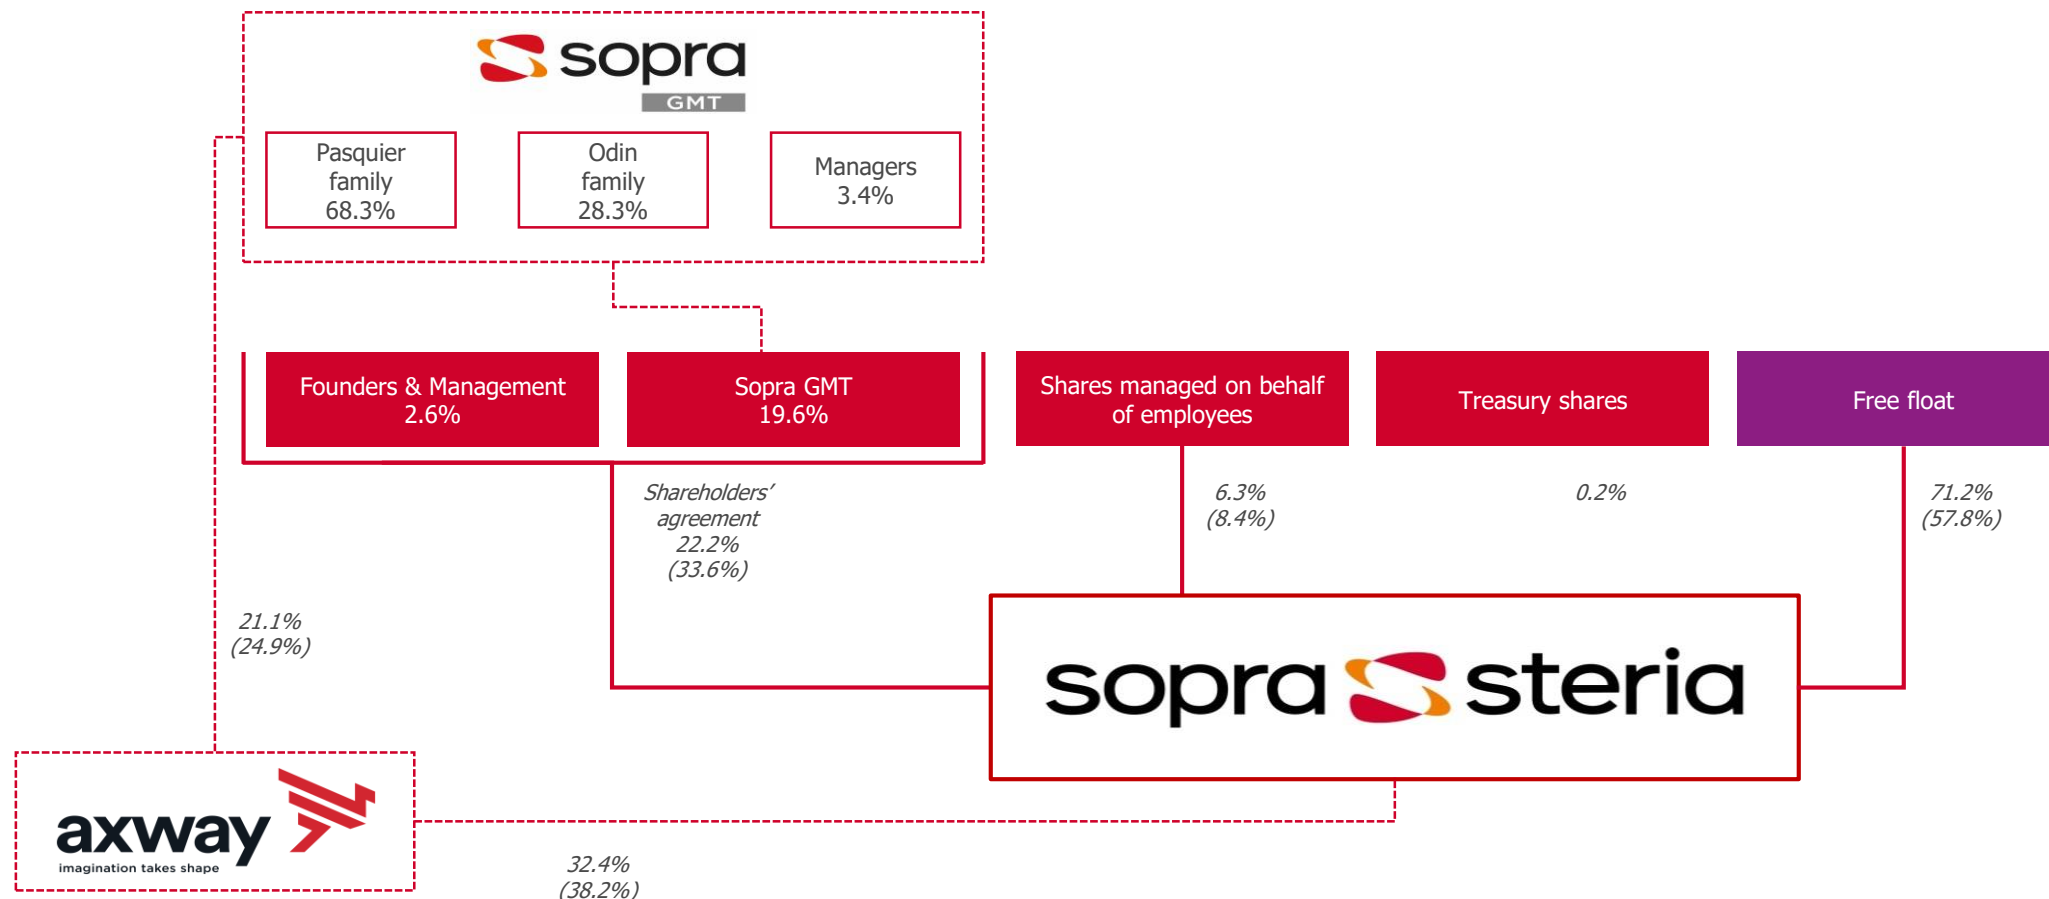 sopra
GMT
Pasquier
family
68.3%
Odin
family
28.3%
Managers
3.4%
Founders & Management
2.6%
Sopra GMT
19.6%
Shares managed on behalf
of employees
Treasury shares
Free float
Shareholders’
agreement
22.2%
(33.6%)
6.3%
(8.4%)
0.2%
71.2%
(57.8%)
21.1%
(24.9%)
sopra steria
axway
imagination takes shape
32.4%
(38.2%)